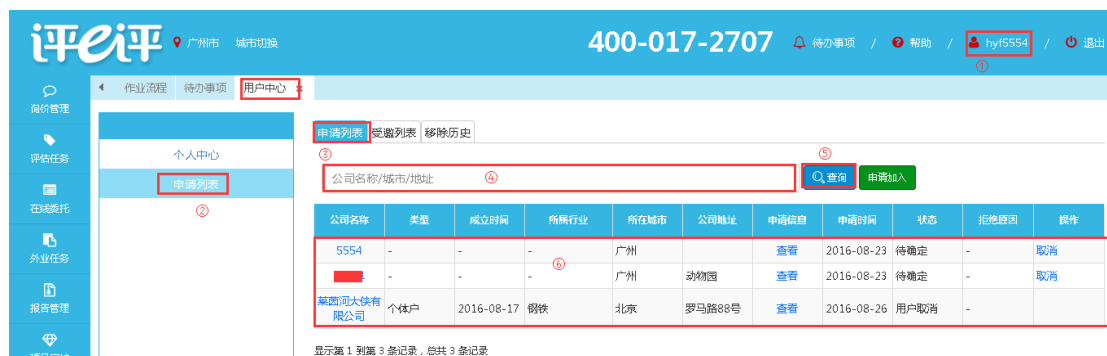 评e评 广州市 城市切换 400-017-2707 待办事项 / 帮助 / hyf5554 / 退出
①
作业流程 待办事项 用户中心 ×
询价管理
评估任务
在线委托
外业任务
报告管理
个人中心
申请列表
②
申请列表 受邀列表 移除历史
③ ⑤
公司名称/城市/地址 ④ 查询 申请加入
公司名称 类型 成立时间 所属行业 所在城市 公司地址 申请信息 申请时间 状态 拒绝原因 操作
5554 - - - 广州 查看 2016-08-23 待确定 - 取消
⑥
- - - 广州 动物园 查看 2016-08-23 待确定 - 取消
莱茵河大侠有限公司 个体户 2016-08-17 钢铁 北京 罗马路88号 查看 2016-08-26 用户取消 -
显示第 1 到第 3 条记录，总共 3 条记录